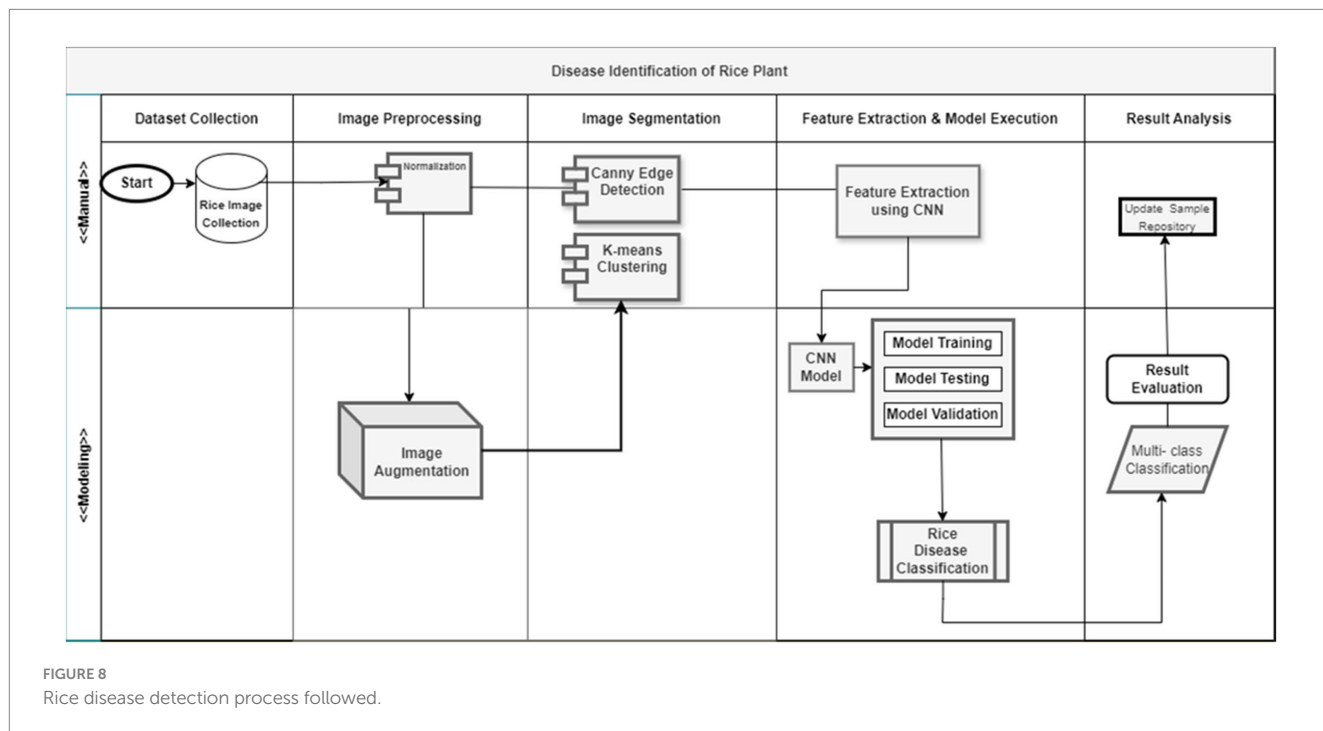 Disease Identification of Rice Plant
Dataset Collection
Image Preprocessing
Image Segmentation
Feature Extraction & Model Execution
Result Analysis
<<Manual>>
Start
Rice Image
Collection
Normalization
Canny Edge
Detection
K-means
Clustering
Feature Extraction
using CNN
Update Sample
Repository
<<Modeling>>
Image
Augmentation
CNN
Model
Model Training
Model Testing
Model Validation
Rice
Disease
Classification
Result
Evaluation
Multi- class
Classification
FIGURE 8
Rice disease detection process followed.